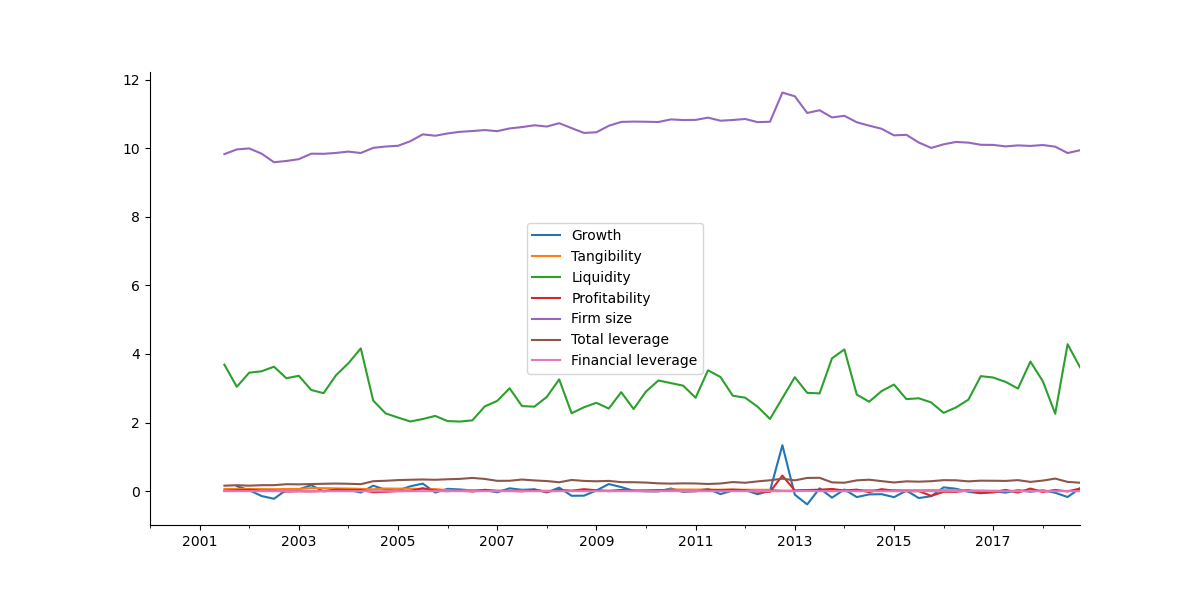 12
10
8
6
4
2
0
Growth
Tangibility
Liquidity
Profitability
Firm size
Total leverage
Financial leverage
2001 2003 2005 2007 2009 2011 2013 2015 2017